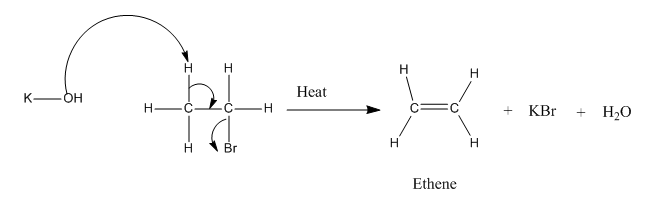 H H H H
K OH H C C H Heat C C + KBr + H₂O
H Br H H
Ethene